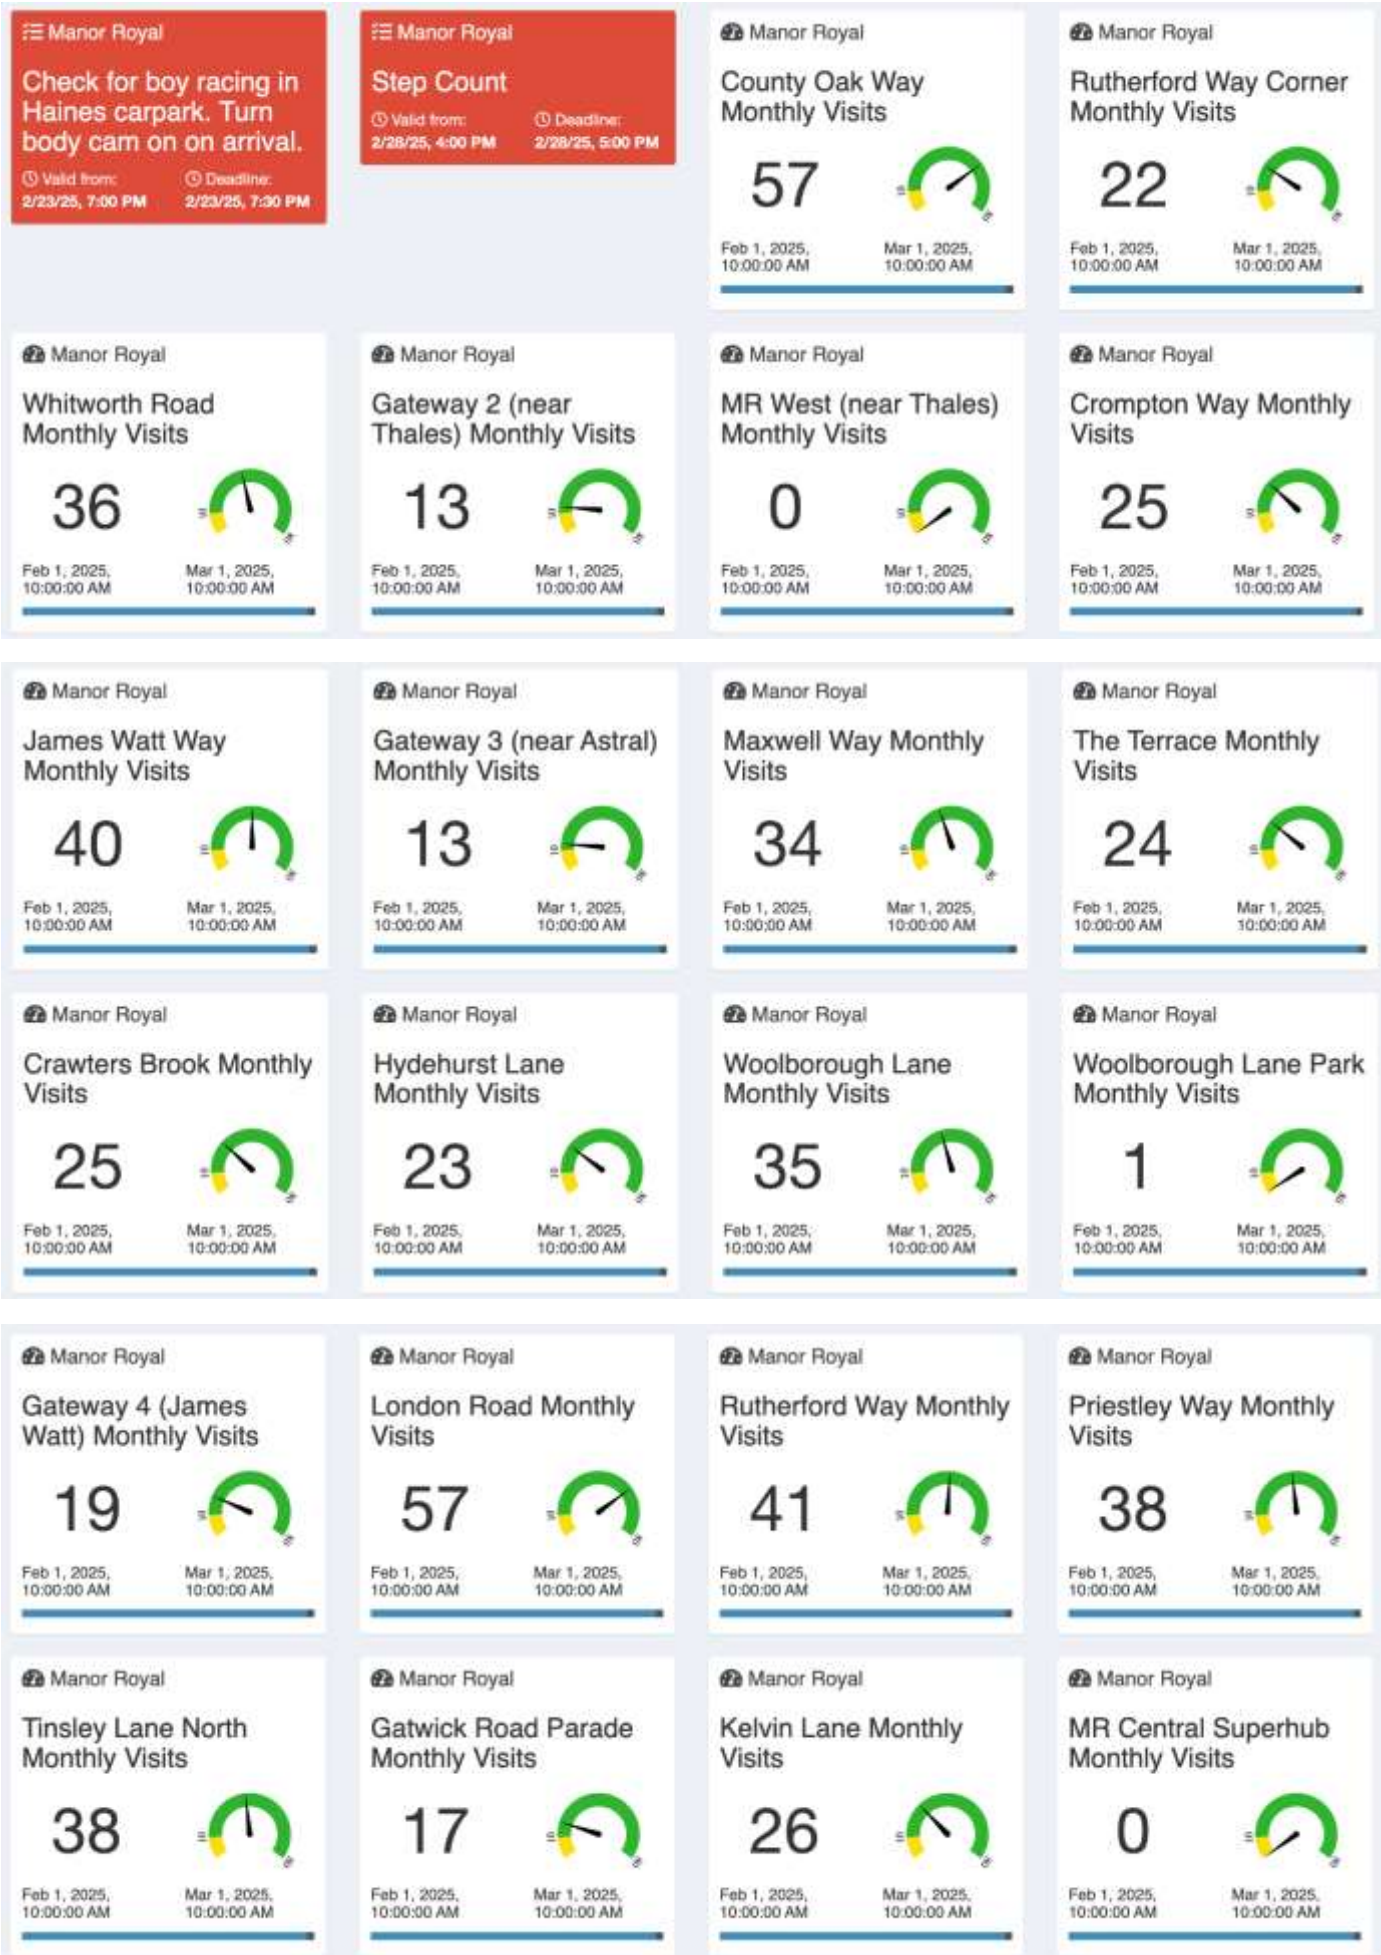 Manor Royal
Check for boy racing in
Haines carpark. Turn
body cam on on arrival.
Valid from:
2/23/25, 7:00 PM
Deadline:
2/23/25, 7:30 PM
Manor Royal
Step Count
Valid from:
2/28/25, 4:00 PM
Deadline:
2/28/25, 5:00 PM
Manor Royal
County Oak Way
Monthly Visits
57
Feb 1, 2025,
10:00:00 AM
Mar 1, 2025,
10:00:00 AM
Manor Royal
Rutherford Way Corner
Monthly Visits
22
Feb 1, 2025,
10:00:00 AM
Mar 1, 2025,
10:00:00 AM
Manor Royal
Whitworth Road
Monthly Visits
36
Feb 1, 2025,
10:00:00 AM
Mar 1, 2025,
10:00:00 AM
Manor Royal
Gateway 2 (near
Thales) Monthly Visits
13
Feb 1, 2025,
10:00:00 AM
Mar 1, 2025,
10:00:00 AM
Manor Royal
MR West (near Thales)
Monthly Visits
0
Feb 1, 2025,
10:00:00 AM
Mar 1, 2025,
10:00:00 AM
Manor Royal
Crompton Way Monthly
Visits
25
Feb 1, 2025,
10:00:00 AM
Mar 1, 2025,
10:00:00 AM
Manor Royal
James Watt Way
Monthly Visits
40
Feb 1, 2025,
10:00:00 AM
Mar 1, 2025,
10:00:00 AM
Manor Royal
Gateway 3 (near Astral)
Monthly Visits
13
Feb 1, 2025,
10:00:00 AM
Mar 1, 2025,
10:00:00 AM
Manor Royal
Maxwell Way Monthly
Visits
34
Feb 1, 2025,
10:00:00 AM
Mar 1, 2025,
10:00:00 AM
Manor Royal
The Terrace Monthly
Visits
24
Feb 1, 2025,
10:00:00 AM
Mar 1, 2025,
10:00:00 AM
Manor Royal
Crawters Brook Monthly
Visits
25
Feb 1, 2025,
10:00:00 AM
Mar 1, 2025,
10:00:00 AM
Manor Royal
Hydehurst Lane
Monthly Visits
23
Feb 1, 2025,
10:00:00 AM
Mar 1, 2025,
10:00:00 AM
Manor Royal
Woolborough Lane
Monthly Visits
35
Feb 1, 2025,
10:00:00 AM
Mar 1, 2025,
10:00:00 AM
Manor Royal
Woolborough Lane Park
Monthly Visits
1
Feb 1, 2025,
10:00:00 AM
Mar 1, 2025,
10:00:00 AM
Manor Royal
Gateway 4 (James
Watt) Monthly Visits
19
Feb 1, 2025,
10:00:00 AM
Mar 1, 2025,
10:00:00 AM
Manor Royal
London Road Monthly
Visits
57
Feb 1, 2025,
10:00:00 AM
Mar 1, 2025,
10:00:00 AM
Manor Royal
Rutherford Way Monthly
Visits
41
Feb 1, 2025,
10:00:00 AM
Mar 1, 2025,
10:00:00 AM
Manor Royal
Priestley Way Monthly
Visits
38
Feb 1, 2025,
10:00:00 AM
Mar 1, 2025,
10:00:00 AM
Manor Royal
Tinsley Lane North
Monthly Visits
38
Feb 1, 2025,
10:00:00 AM
Mar 1, 2025,
10:00:00 AM
Manor Royal
Gatwick Road Parade
Monthly Visits
17
Feb 1, 2025,
10:00:00 AM
Mar 1, 2025,
10:00:00 AM
Manor Royal
Kelvin Lane Monthly
Visits
26
Feb 1, 2025,
10:00:00 AM
Mar 1, 2025,
10:00:00 AM
Manor Royal
MR Central Superhub
Monthly Visits
0
Feb 1, 2025,
10:00:00 AM
Mar 1, 2025,
10:00:00 AM